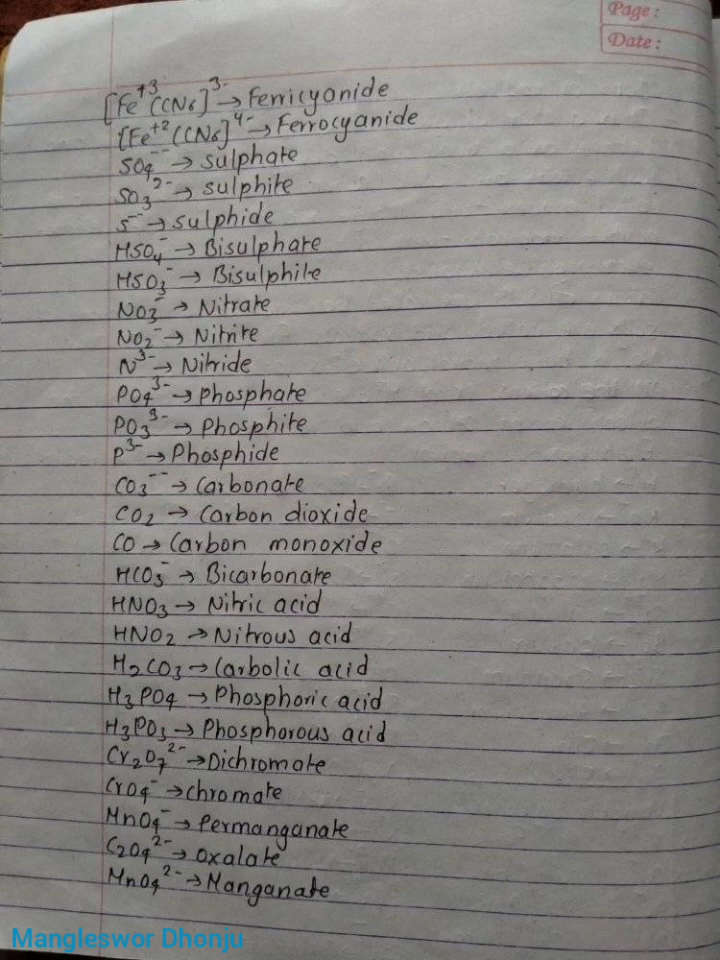 Page :
Date :
[Fe⁺³(CN₆]³⁻ → Ferricyanide
[Fe⁺²(CN₆]⁴⁻ → Ferrocyanide
SO₄⁻⁻ → sulphate
SO₃²⁻ → sulphite
S⁻⁻ → sulphide
HSO₄⁻ → Bisulphate
HSO₃⁻ → Bisulphite
NO₃⁻ → Nitrate
NO₂⁻ → Nitrite
N³⁻ → Nitride
PO₄³⁻ → phosphate
PO₃³⁻ → Phosphite
P³⁻ → Phosphide
CO₃⁻⁻ → Carbonate
CO₂ → Carbon dioxide
CO → Carbon monoxide
HCO₃⁻ → Bicarbonate
HNO₃ → Nitric acid
HNO₂ → Nitrous acid
H₂CO₃ → Carbolic acid
H₃PO₄ → Phosphoric acid
H₃PO₃ → Phosphorous acid
Cr₂O₇²⁻ → Dichromate
CrO₄⁻ → chromate
MnO₄⁻ → Permanganate
C₂O₄²⁻ → Oxalate
MnO₄²⁻ → Manganate
Mangleswor Dhonju